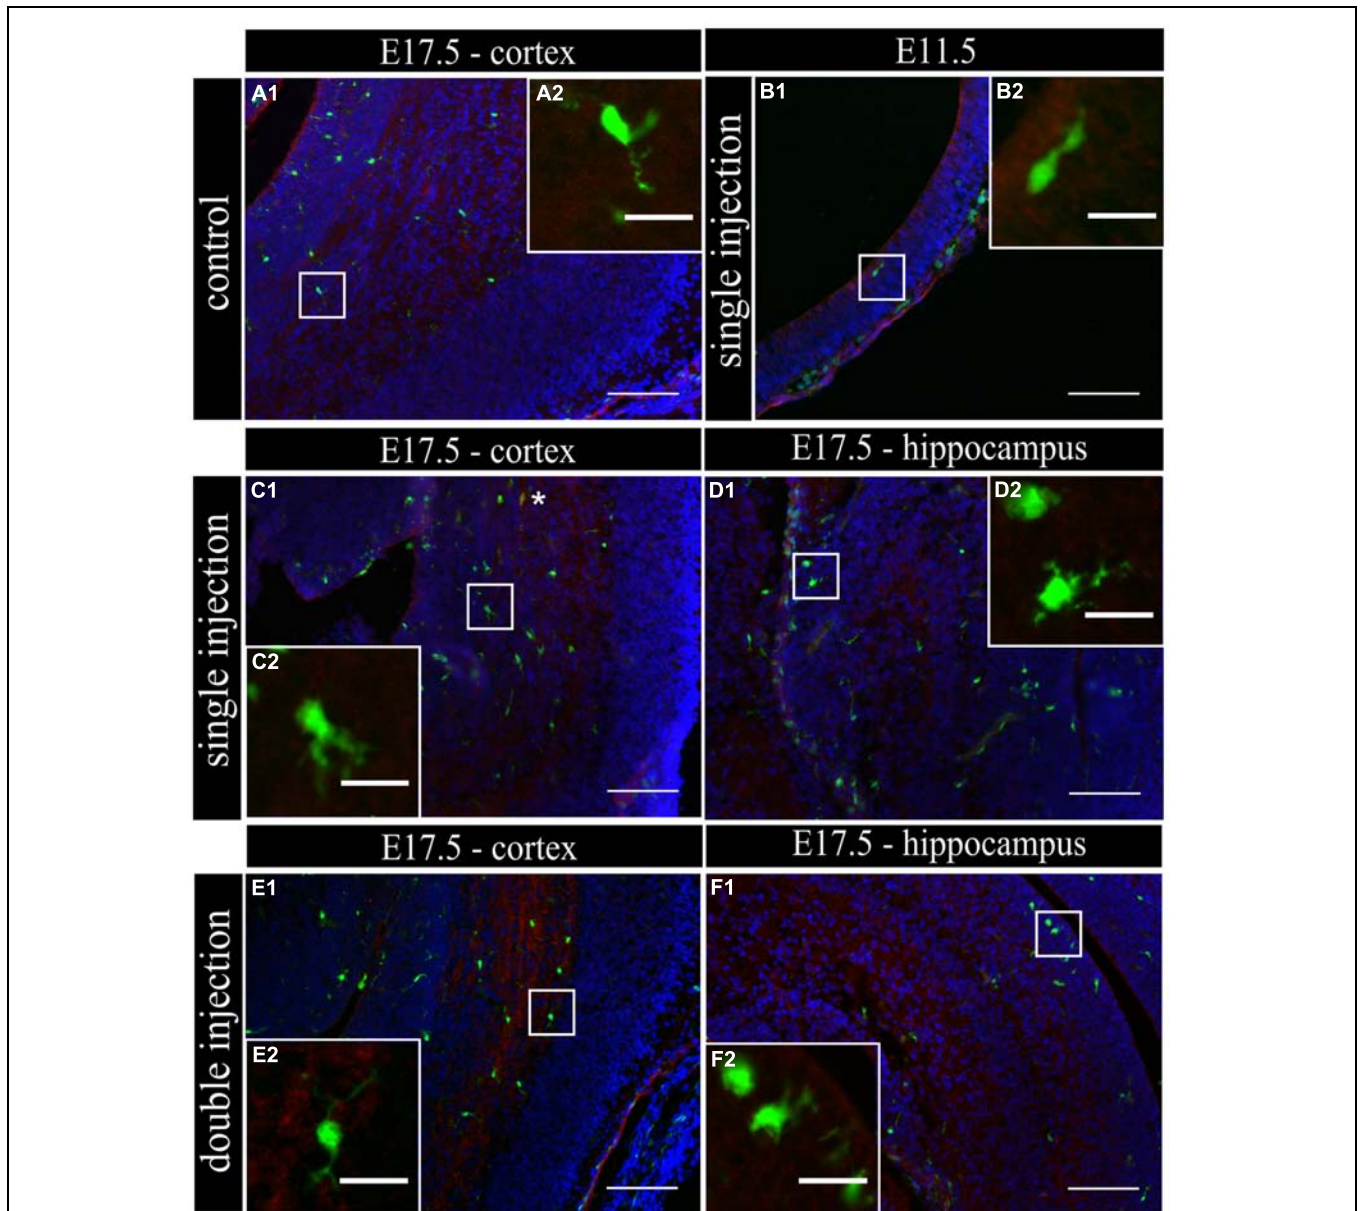 E17.5 - cortex
E11.5
control
A1
A2
single injection
B1
B2
E17.5 - cortex
E17.5 - hippocampus
single injection
C1
*
C2
D1
D2
E17.5 - cortex
E17.5 - hippocampus
double injection
E1
E2
F1
F2